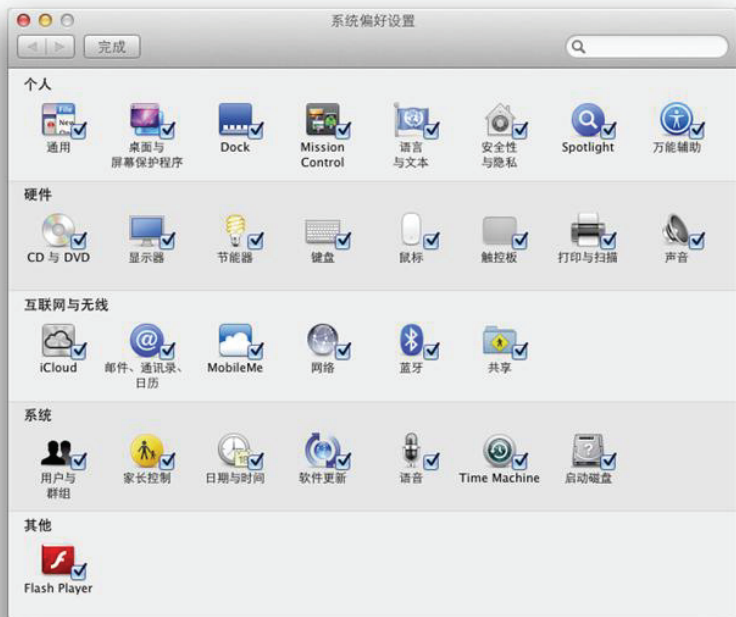 系统偏好设置
完成
个人
通用
桌面与
屏幕保护程序
Dock
Mission
Control
语言
与文本
安全性
与隐私
Spotlight
万能辅助
硬件
CD 与 DVD
显示器
节能器
键盘
鼠标
触控板
打印与扫描
声音
互联网与无线
iCloud
邮件、通讯录、
日历
MobileMe
网络
蓝牙
共享
系统
用户与
群组
家长控制
日期与时间
软件更新
语音
Time Machine
启动磁盘
其他
Flash Player